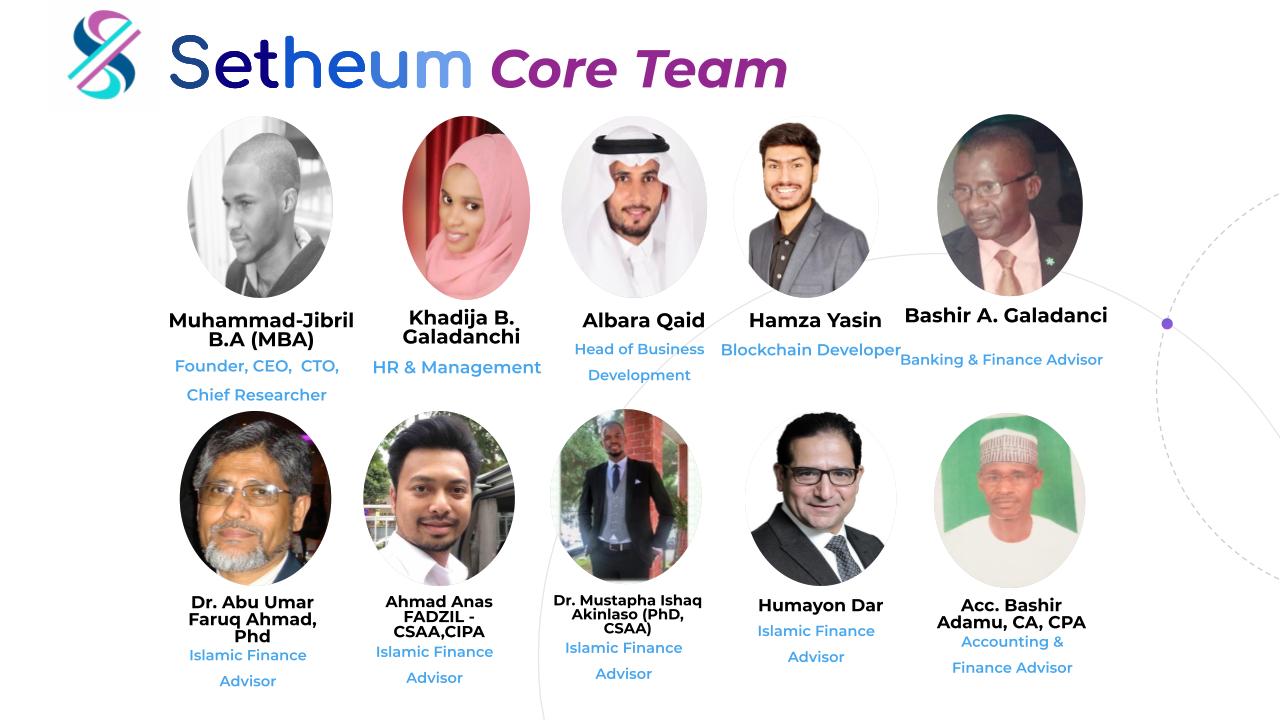 Setheum Core Team
Muhammad-Jibril
B.A (MBA)
Founder, CEO,  CTO,
Chief Researcher
Khadija B.
Galadanchi
HR & Management
Albara Qaid
Head of Business
Development
Hamza Yasin
Blockchain Developer
Bashir A. Galadanci
Banking & Finance Advisor
Dr. Abu Umar
Faruq Ahmad,
Phd
Islamic Finance
Advisor
Ahmad Anas
FADZIL -
CSAA,CIPA
Islamic Finance
Advisor
Dr. Mustapha Ishaq
Akinlaso (PhD,
CSAA)
Islamic Finance
Advisor
Humayon Dar
Islamic Finance
Advisor
Acc. Bashir
Adamu, CA, CPA
Accounting &
Finance Advisor